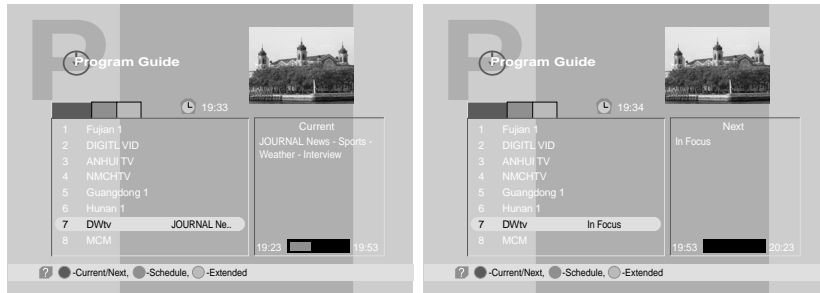 P
Program Guide
19:33
1 Fujian 1
2 DIGITL VID
3 ANHUI TV
4 NMCHTV
5 Guangdong 1
6 Hunan 1
7 DWtv JOURNAL Ne..
8 MCM
Current
JOURNAL News - Sports -
Weather - Interview
19:23 19:53
? -Current/Next, -Schedule, -Extended
P
Program Guide
19:34
1 Fujian 1
2 DIGITL VID
3 ANHUI TV
4 NMCHTV
5 Guangdong 1
6 Hunan 1
7 DWtv In Focus
8 MCM
Next
In Focus
19:53 20:23
? -Current/Next, -Schedule, -Extended